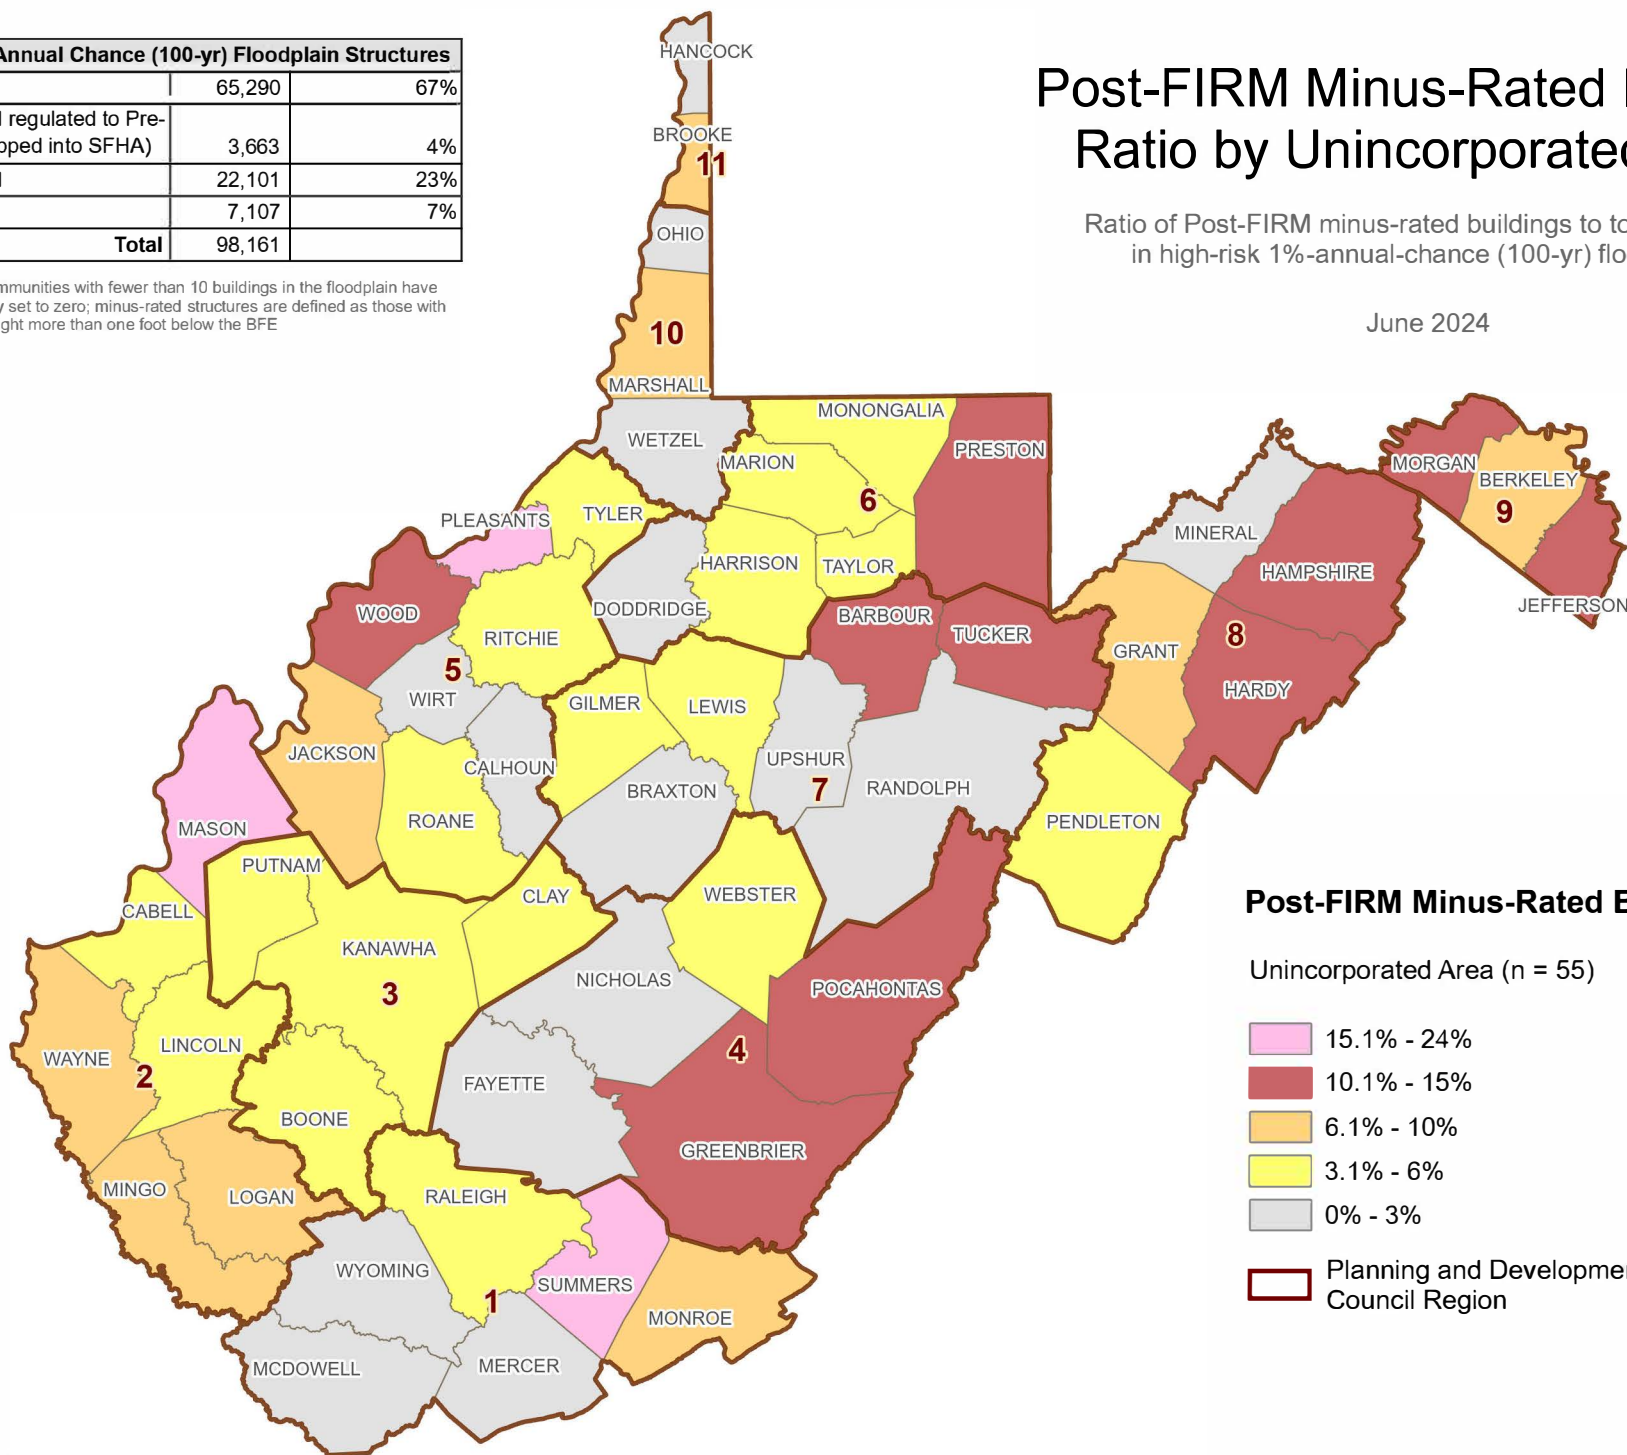 Annual Chance (100-yr) Floodplain Structures
65,290 67%
regulated to Pre-
pped into SFHA) 3,663 4%
22,101 23%
7,107 7%
Total 98,161
mmunities with fewer than 10 buildings in the floodplain have
y set to zero; minus-rated structures are defined as those with
ght more than one foot below the BFE
Post-FIRM Minus-Rated
Ratio by Unincorporated
Ratio of Post-FIRM minus-rated buildings to to
in high-risk 1%-annual-chance (100-yr) flo
June 2024
HANCOCK
BROOKE
11
OHIO
10
MARSHALL
WETZEL
MONONGALIA
MARION
PRESTON
6
MORGAN
BERKELEY
9
PLEASANTS
TYLER
MINERAL
HARRISON
TAYLOR
HAMPSHIRE
JEFFERSON
WOOD
DODDRIDGE
BARBOUR
RITCHIE
TUCKER
8
GRANT
5
WIRT
GILMER
LEWIS
HARDY
JACKSON
CALHOUN
UPSHUR
BRAXTON
7
RANDOLPH
MASON
ROANE
PENDLETON
PUTNAM
CABELL
CLAY
WEBSTER
KANAWHA
NICHOLAS
POCAHONTAS
3
LINCOLN
WAYNE
2
4
FAYETTE
BOONE
GREENBRIER
MINGO
LOGAN
RALEIGH
WYOMING
SUMMERS
1
MONROE
MCDOWELL
MERCER
Post-FIRM Minus-Rated B
Unincorporated Area (n = 55)
15.1% - 24%
10.1% - 15%
6.1% - 10%
3.1% - 6%
0% - 3%
Planning and Developme
Council Region